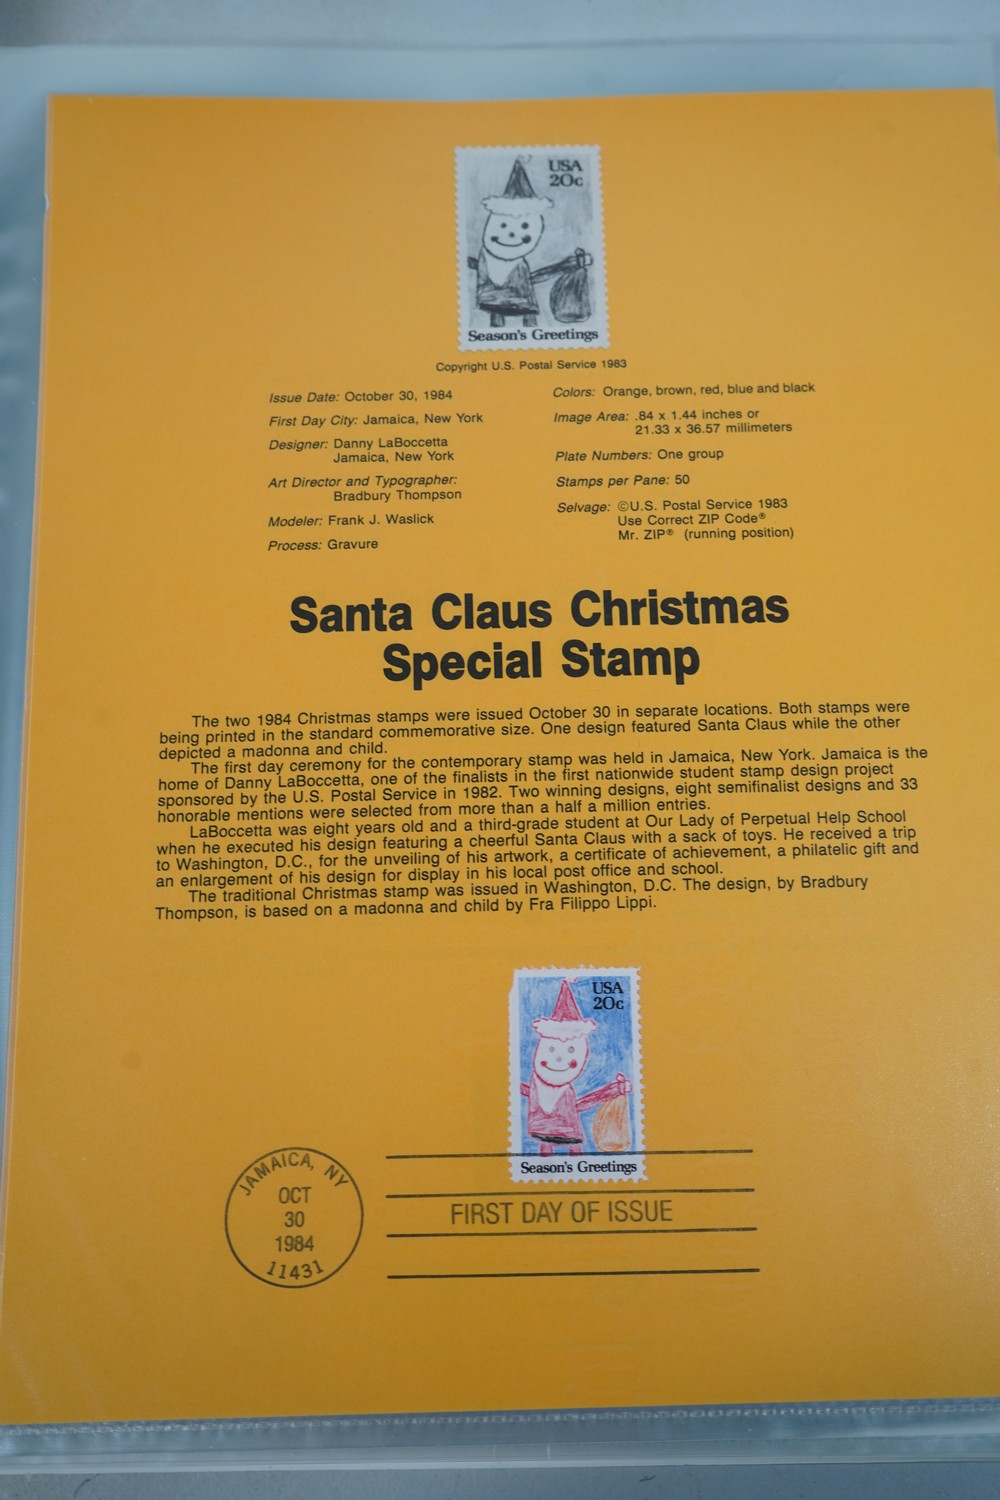 USA
20c
Season's Greetings
Copyright U.S. Postal Service 1983
Issue Date: October 30, 1984
First Day City: Jamaica, New York
Designer: Danny LaBoccetta
Jamaica, New York
Art Director and Typographer:
Bradbury Thompson
Modeler: Frank J. Waslick
Process: Gravure
Colors: Orange, brown, red, blue and black
Image Area: .84 x 1.44 inches or
21.33 x 36.57 millimeters
Plate Numbers: One group
Stamps per Pane: 50
Selvage: ©U.S. Postal Service 1983
Use Correct ZIP Code®
Mr. ZIP® (running position)
Santa Claus Christmas
Special Stamp
The two 1984 Christmas stamps were issued October 30 in separate locations. Both stamps were
being printed in the standard commemorative size. One design featured Santa Claus while the other
depicted a madonna and child.
The first day ceremony for the contemporary stamp was held in Jamaica, New York. Jamaica is the
home of Danny LaBoccetta, one of the finalists in the first nationwide student stamp design project
sponsored by the U.S. Postal Service in 1982. Two winning designs, eight semifinalist designs and 33
honorable mentions were selected from more than a half a million entries.
LaBoccetta was eight years old and a third-grade student at Our Lady of Perpetual Help School
when he executed his design featuring a cheerful Santa Claus with a sack of toys. He received a trip
to Washington, D.C., for the unveiling of his artwork, a certificate of achievement, a philatelic gift and
an enlargement of his design for display in his local post office and school.
The traditional Christmas stamp was issued in Washington, D.C. The design, by Bradbury
Thompson, is based on a madonna and child by Fra Filippo Lippi.
USA
20c
Season's Greetings
JAMAICA, NY
OCT
30
1984
11431
FIRST DAY OF ISSUE